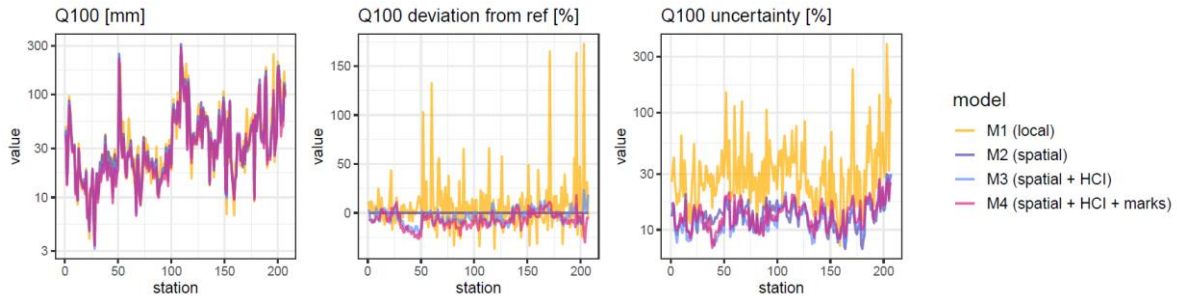 Q100 [mm]
300
100
30
10
3
value
0 50 100 150 200
station
Q100 deviation from ref [%]
150
100
50
0
value
0 50 100 150 200
station
Q100 uncertainty [%]
300
100
30
10
value
0 50 100 150 200
station
model
M1 (local)
M2 (spatial)
M3 (spatial + HCI)
M4 (spatial + HCI + marks)